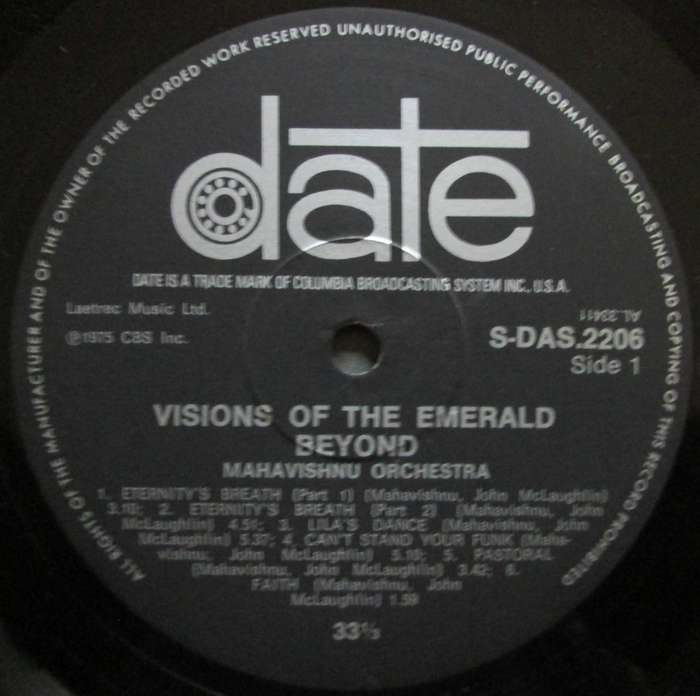 ALL RIGHTS OF THE MANUFACTURER AND OF THE OWNER OF THE RECORDED WORK RESERVED UNAUTHORISED PUBLIC PERFORMANCE BROADCASTING AND COPYING OF THIS RECORD PROHIBITED
date
DATE IS A TRADE MARK OF COLUMBIA BROADCASTING SYSTEM INC., U.S.A.
Laetrec Music Ltd.
AL.33411
℗1975 CBS Inc.
S-DAS.2206
Side 1
VISIONS OF THE EMERALD
BEYOND
MAHAVISHNU ORCHESTRA
1. ETERNITY'S BREATH (Part 1) (Mahavishnu, John McLaughlin)
3.10; 2. ETERNITY'S BREATH (Part 2) (Mahavishnu, John
McLaughlin) 4.51; 3. LILA'S DANCE (Mahavishnu, John
McLaughlin) 5.37; 4. CAN'T STAND YOUR FUNK (Maha-
vishnu, John McLaughlin) 5.10; 5. PASTORAL
(Mahavishnu, John McLaughlin) 3.42; 6.
FAITH (Mahavishnu, John
McLaughlin) 1.59
33⅓